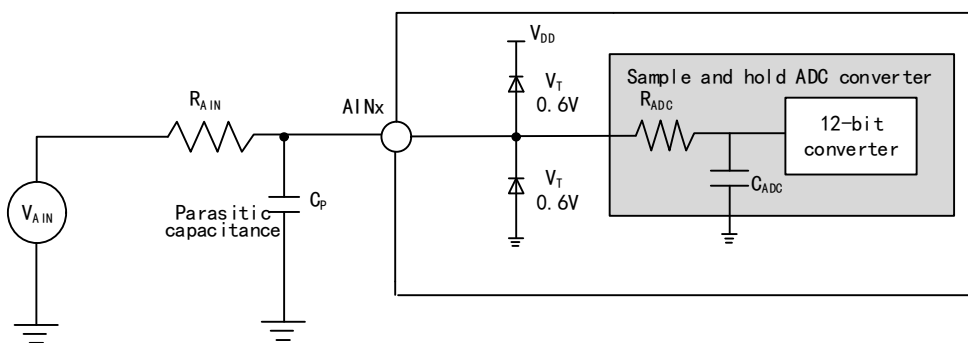 V_DD
Sample and hold ADC converter
V_T
0.6V
R_ADC
R_AIN
AINx
12-bit
converter
C_ADC
V_T
0.6V
C_P
Parasitic
capacitance
V_AIN